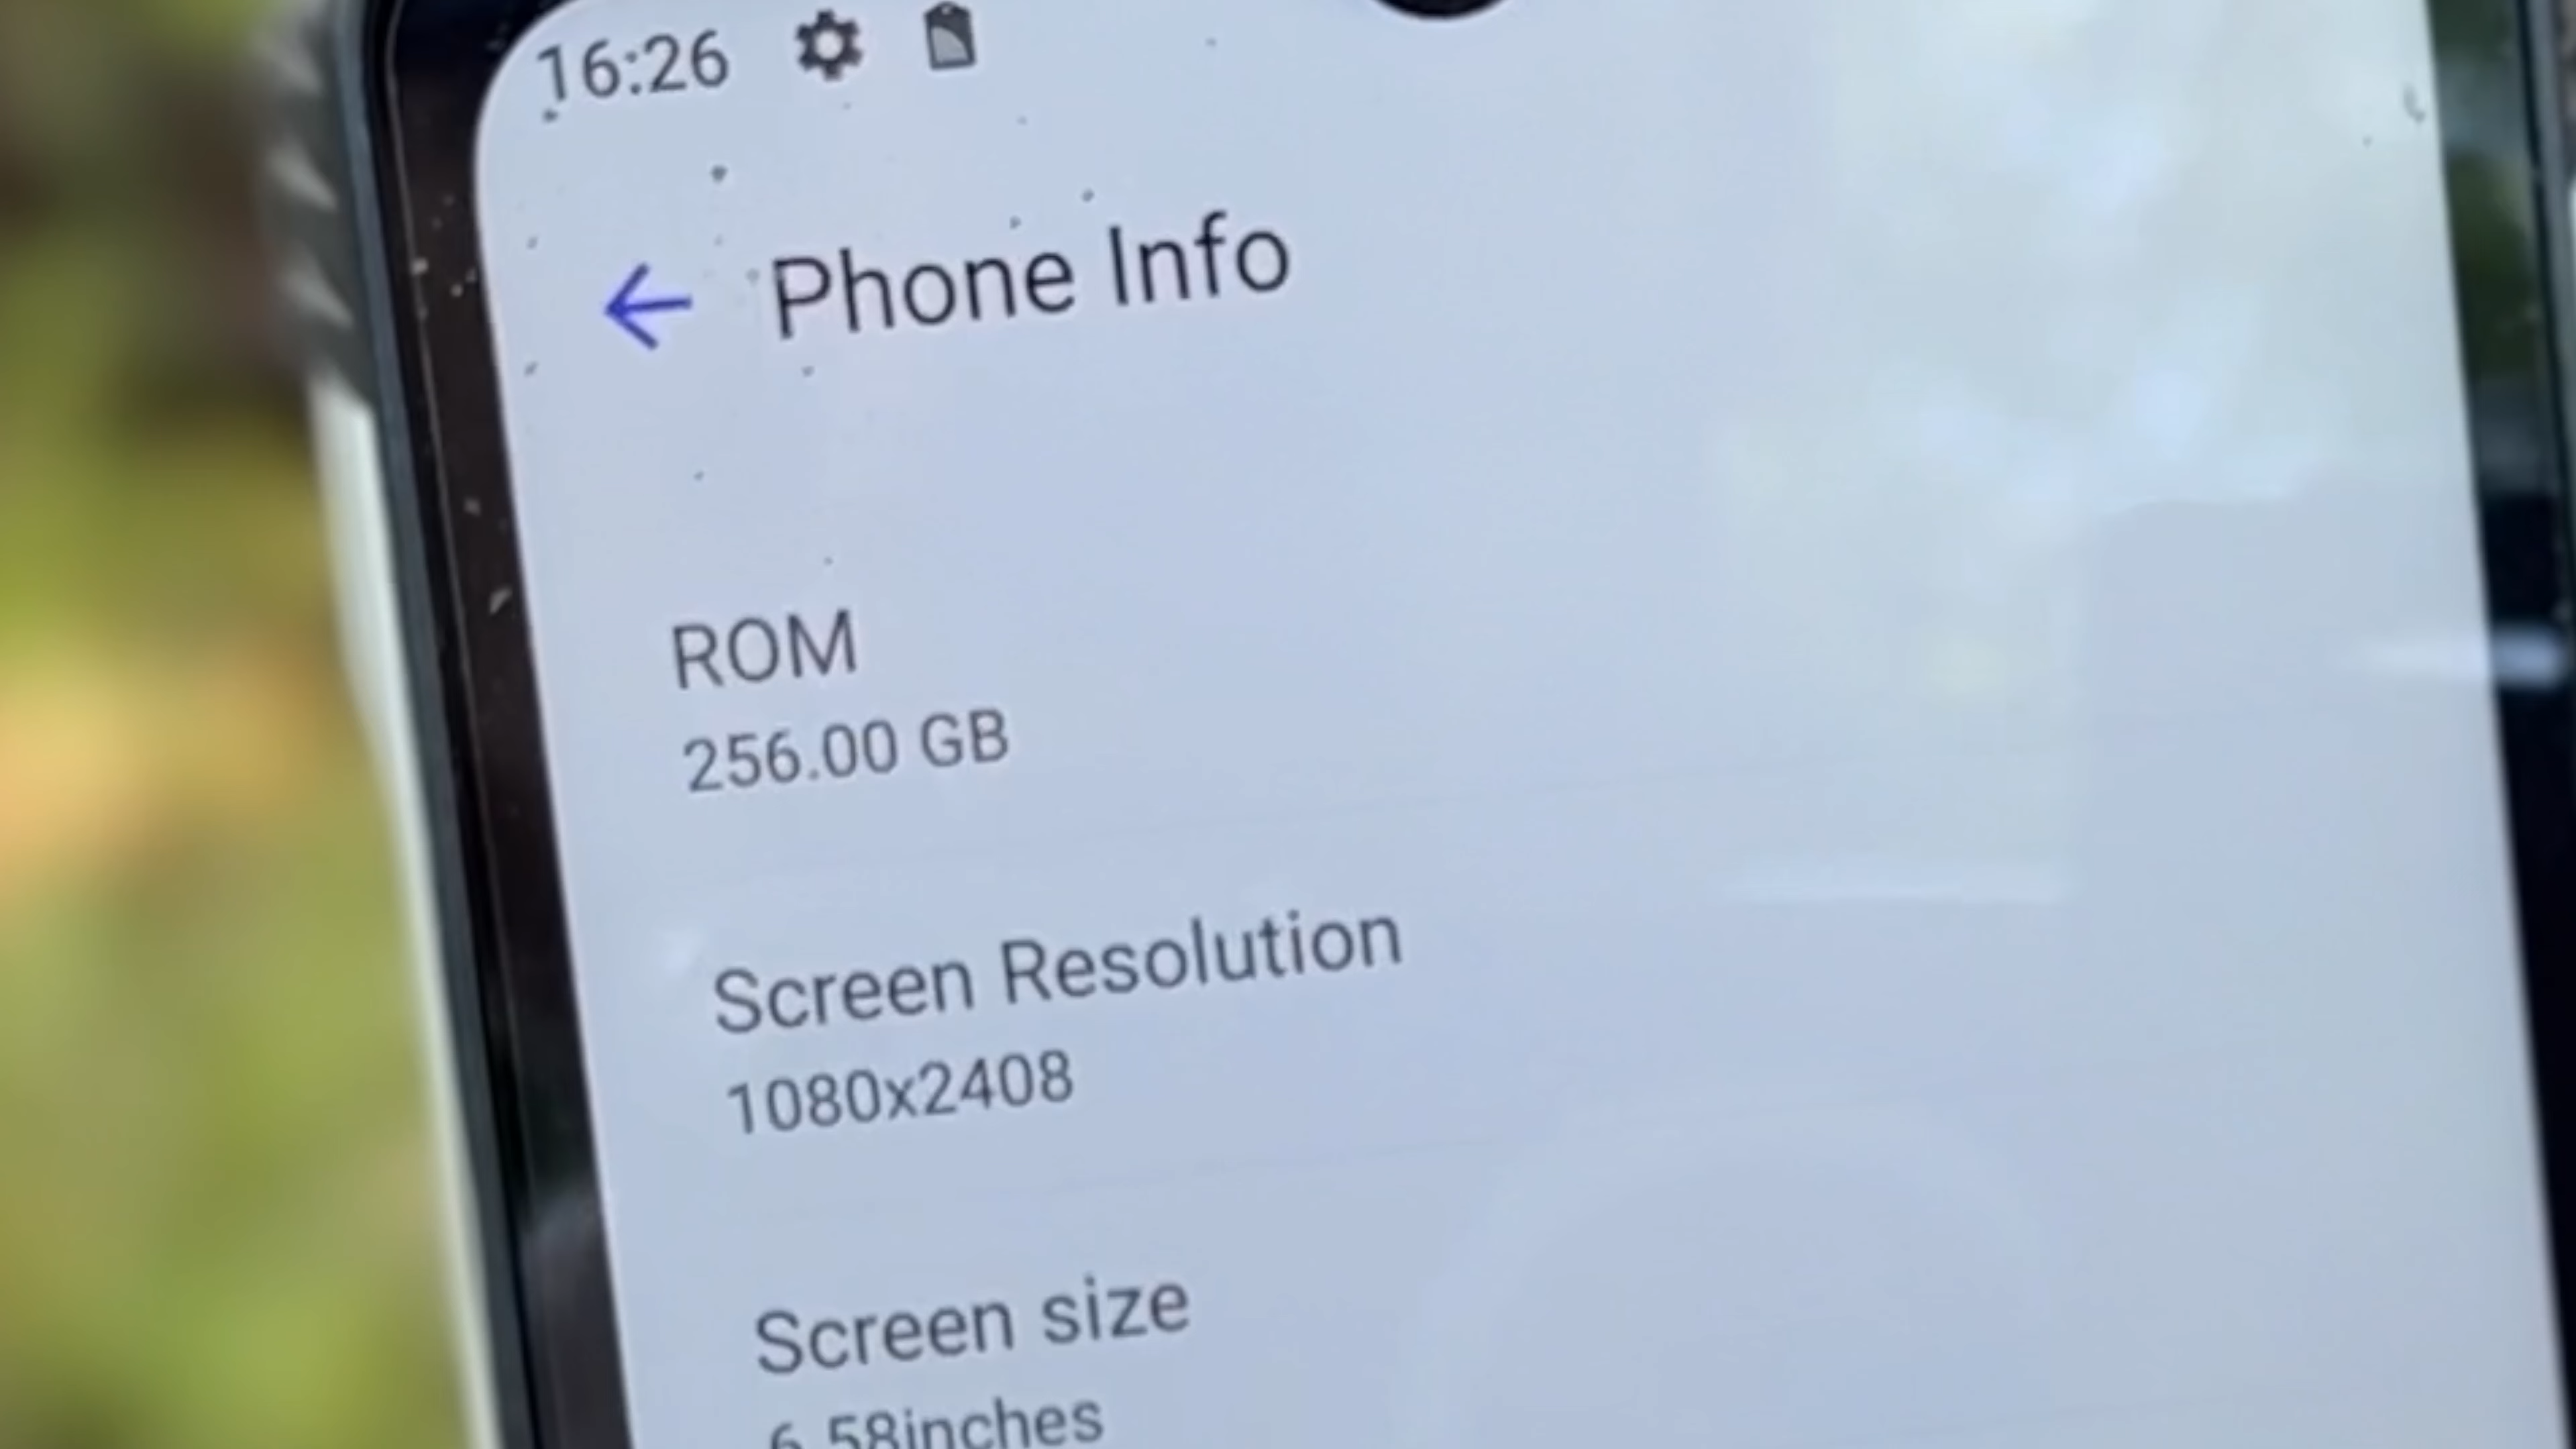 16:26
Phone Info
ROM
256.00 GB
Screen Resolution
1080x2408
Screen size
6.58inches